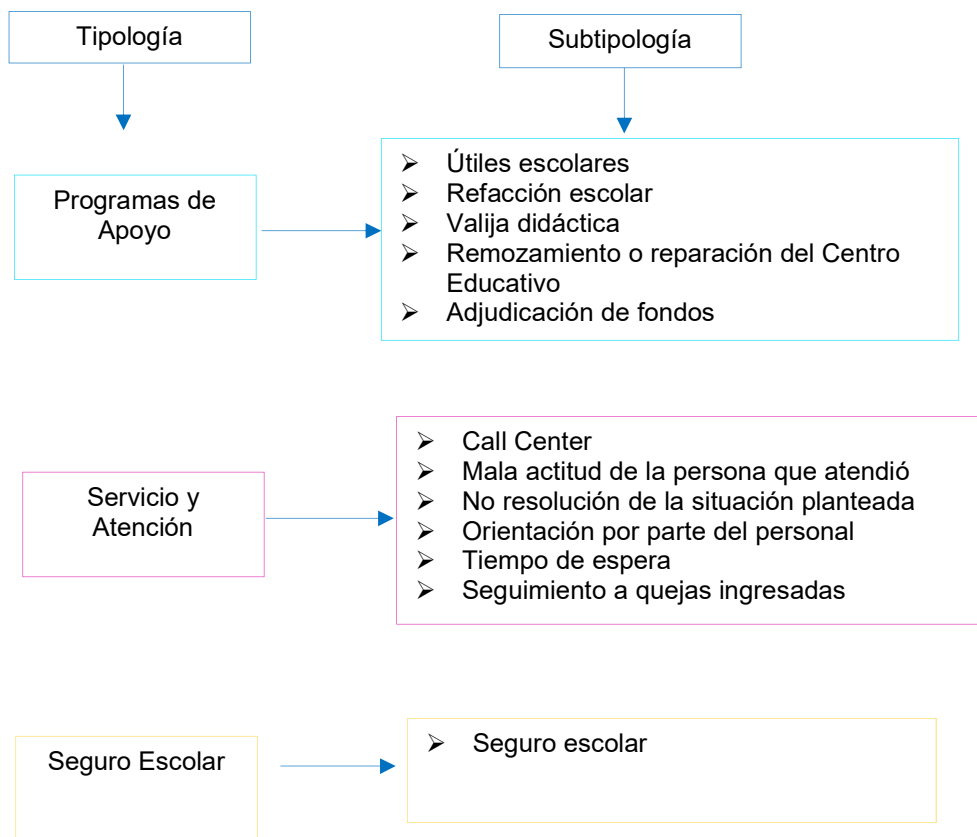 Tipología
Subtipología
Programas de
Apoyo
➢ Útiles escolares
➢ Refacción escolar
➢ Valija didáctica
➢ Remozamiento o reparación del Centro
Educativo
➢ Adjudicación de fondos
Servicio y
Atención
➢ Call Center
➢ Mala actitud de la persona que atendió
➢ No resolución de la situación planteada
➢ Orientación por parte del personal
➢ Tiempo de espera
➢ Seguimiento a quejas ingresadas
Seguro Escolar
➢ Seguro escolar